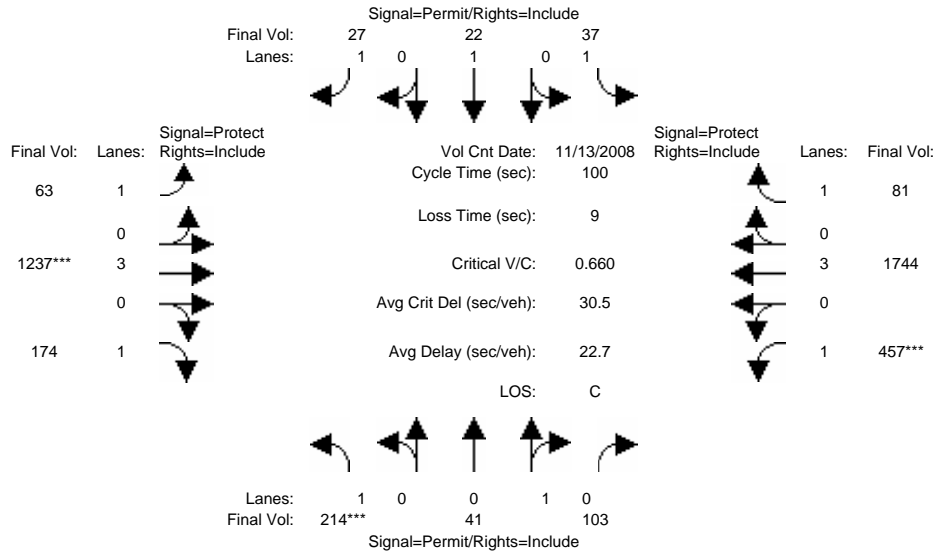 Signal=Permit/Rights=Include
Final Vol: 27 22 37
Lanes: 1 0 1 0 1
Signal=Protect Signal=Protect
Final Vol: Lanes: Rights=Include Vol Cnt Date: 11/13/2008 Rights=Include Lanes: Final Vol:
Cycle Time (sec): 100
63 1 1 81
Loss Time (sec): 9
0 0
1237*** 3 Critical V/C: 0.660 3 1744
0 Avg Crit Del (sec/veh): 30.5 0
174 1 Avg Delay (sec/veh): 22.7 1 457***
LOS: C
Lanes: 1 0 0 1 0
Final Vol: 214*** 41 103
Signal=Permit/Rights=Include